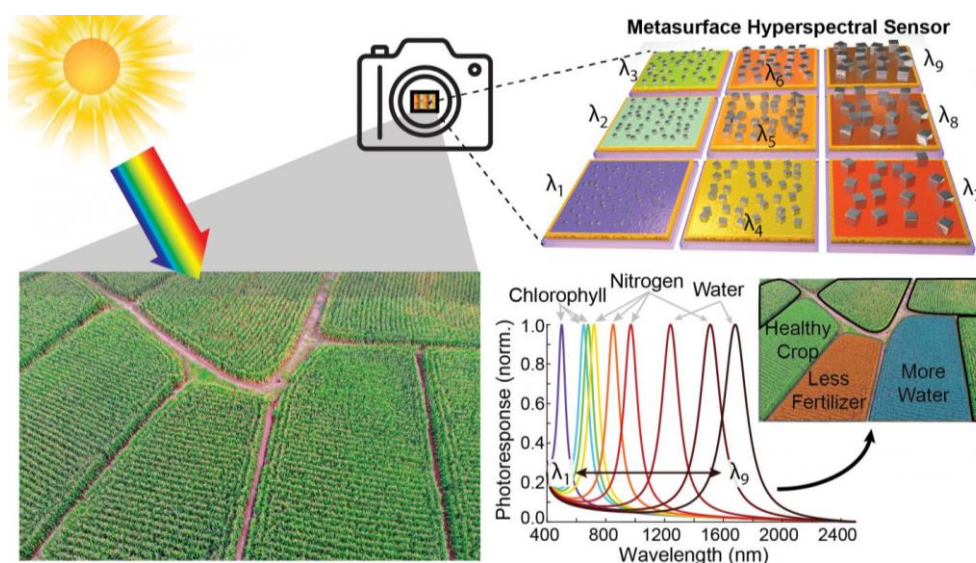 Metasurface Hyperspectral Sensor
λ3
λ6
λ9
λ2
λ5
λ8
λ1
λ4
λ
Chlorophyll
Nitrogen
Water
Photoresponse (norm.)
1.0
0.8
0.6
0.4
0.2
0.0
λ1
λ9
400
800
1200
1600
2000
2400
Wavelength (nm)
Healthy
Crop
Less
Fertilizer
More
Water